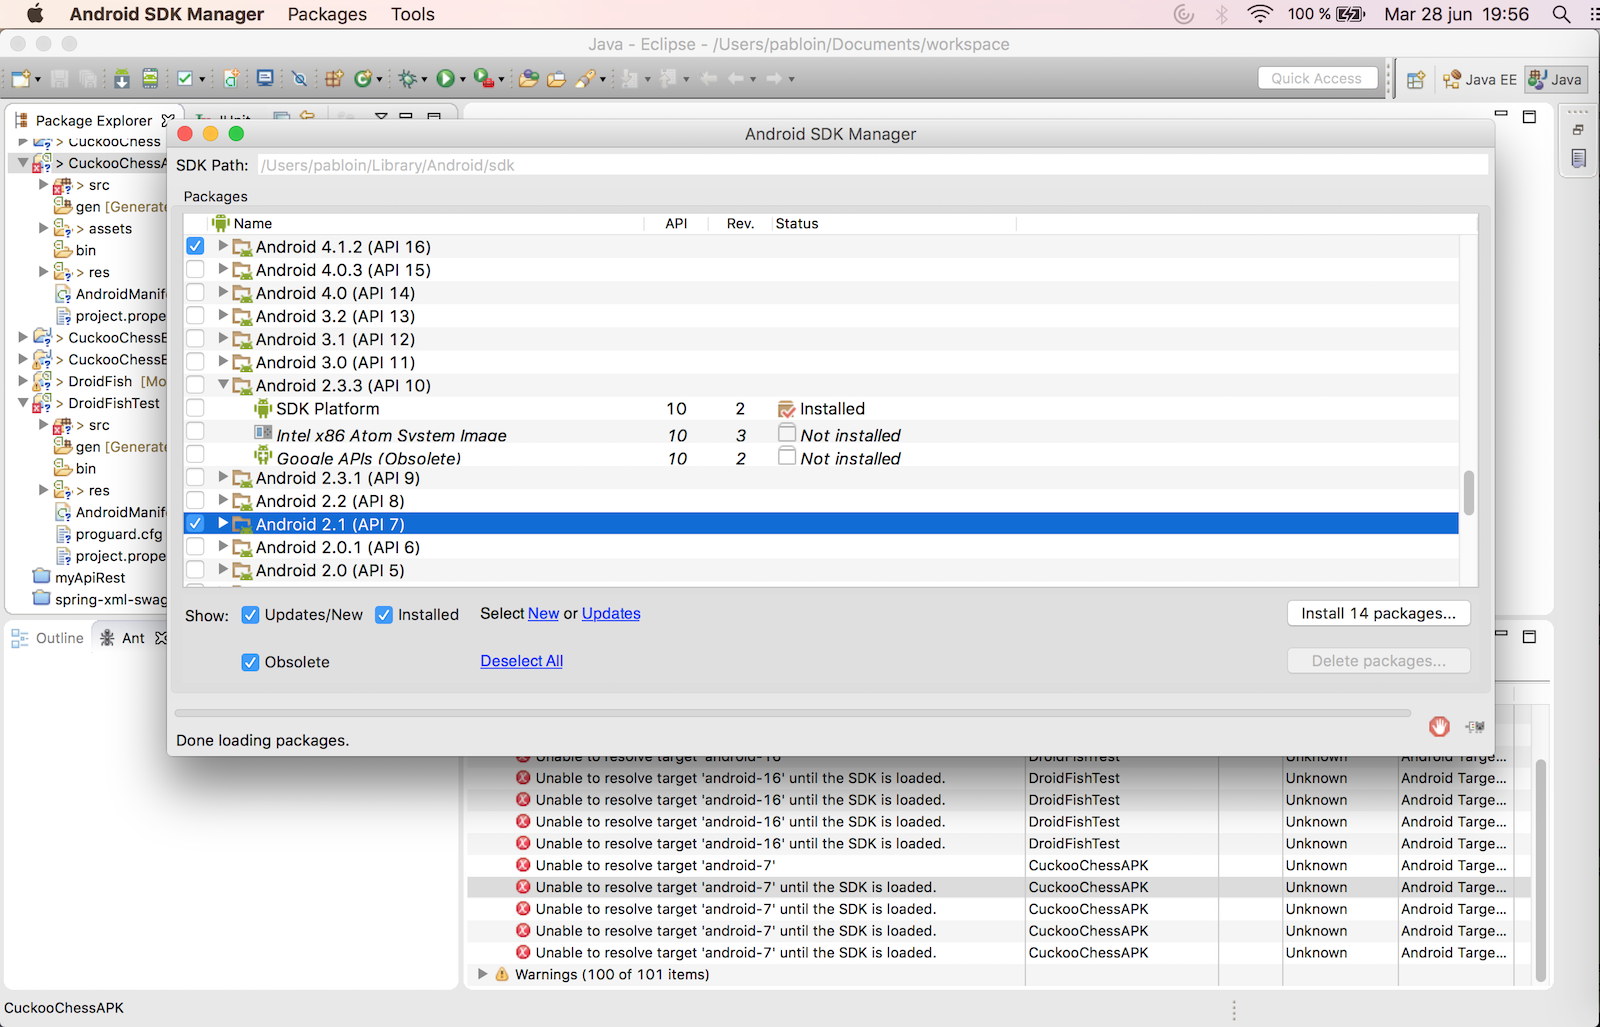 Android SDK Manager Packages Tools 100 % Mar 28 jun 19:56
Java - Eclipse - /Users/pabloin/Documents/workspace
Quick Access Java EE Java
Package Explorer
Android SDK Manager
SDK Path: /Users/pabloin/Library/Android/sdk
Packages
Name API Rev. Status
Android 4.1.2 (API 16)
Android 4.0.3 (API 15)
Android 4.0 (API 14)
Android 3.2 (API 13)
Android 3.1 (API 12)
Android 3.0 (API 11)
Android 2.3.3 (API 10)
SDK Platform 10 2 Installed
Intel x86 Atom System Image 10 3 Not installed
Google APIs (Obsolete) 10 2 Not installed
Android 2.3.1 (API 9)
Android 2.2 (API 8)
Android 2.1 (API 7)
Android 2.0.1 (API 6)
Android 2.0 (API 5)
Show: Updates/New Installed Select New or Updates Install 14 packages...
Obsolete Deselect All Delete packages...
Done loading packages.
> CuckooChess
> CuckooChessA
> src
gen [Generate
> assets
bin
> res
AndroidManif
project.prope
> CuckooChessE
> CuckooChessE
> DroidFish [Mo
> DroidFishTest
> src
gen [Generate
bin
> res
AndroidManif
proguard.cfg
project.prope
myApiRest
spring-xml-swag
Outline Ant
Unable to resolve target 'android-16' DroidFishTest Unknown Android Targe...
Unable to resolve target 'android-16' until the SDK is loaded. DroidFishTest Unknown Android Targe...
Unable to resolve target 'android-16' until the SDK is loaded. DroidFishTest Unknown Android Targe...
Unable to resolve target 'android-16' until the SDK is loaded. DroidFishTest Unknown Android Targe...
Unable to resolve target 'android-16' until the SDK is loaded. DroidFishTest Unknown Android Targe...
Unable to resolve target 'android-7' CuckooChessAPK Unknown Android Targe...
Unable to resolve target 'android-7' until the SDK is loaded. CuckooChessAPK Unknown Android Targe...
Unable to resolve target 'android-7' until the SDK is loaded. CuckooChessAPK Unknown Android Targe...
Unable to resolve target 'android-7' until the SDK is loaded. CuckooChessAPK Unknown Android Targe...
Unable to resolve target 'android-7' until the SDK is loaded. CuckooChessAPK Unknown Android Targe...
Warnings (100 of 101 items)
CuckooChessAPK